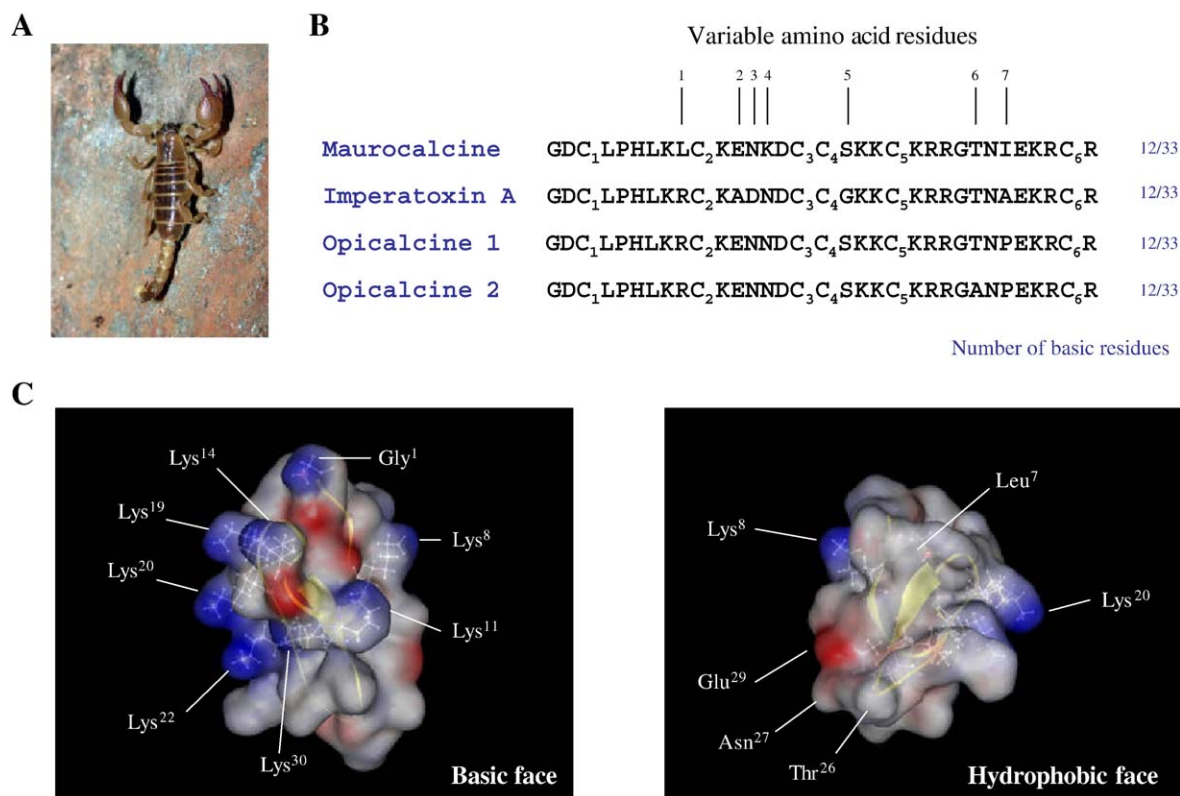 A
B
Variable amino acid residues
1 2 3 4 5 6 7
Maurocalcine GDC₁LPHLKLC₂KENKDC₃C₄SKKC₅KRRGTNIEKRC₆R 12/33
Imperatoxin A GDC₁LPHLKRC₂KADNDC₃C₄GKKC₅KRRGTNAEKRC₆R 12/33
Opicalcine 1 GDC₁LPHLKRC₂KENNDC₃C₄SKKC₅KRRGTNPEKRC₆R 12/33
Opicalcine 2 GDC₁LPHLKRC₂KENNDC₃C₄SKKC₅KRRGANPEKRC₆R 12/33
Number of basic residues
C
Lys¹⁴
Gly¹
Lys¹⁹
Lys⁸
Lys²⁰
Lys¹¹
Lys²²
Lys³⁰
Basic face
Leu⁷
Lys⁸
Lys²⁰
Glu²⁹
Asn²⁷
Thr²⁶
Hydrophobic face